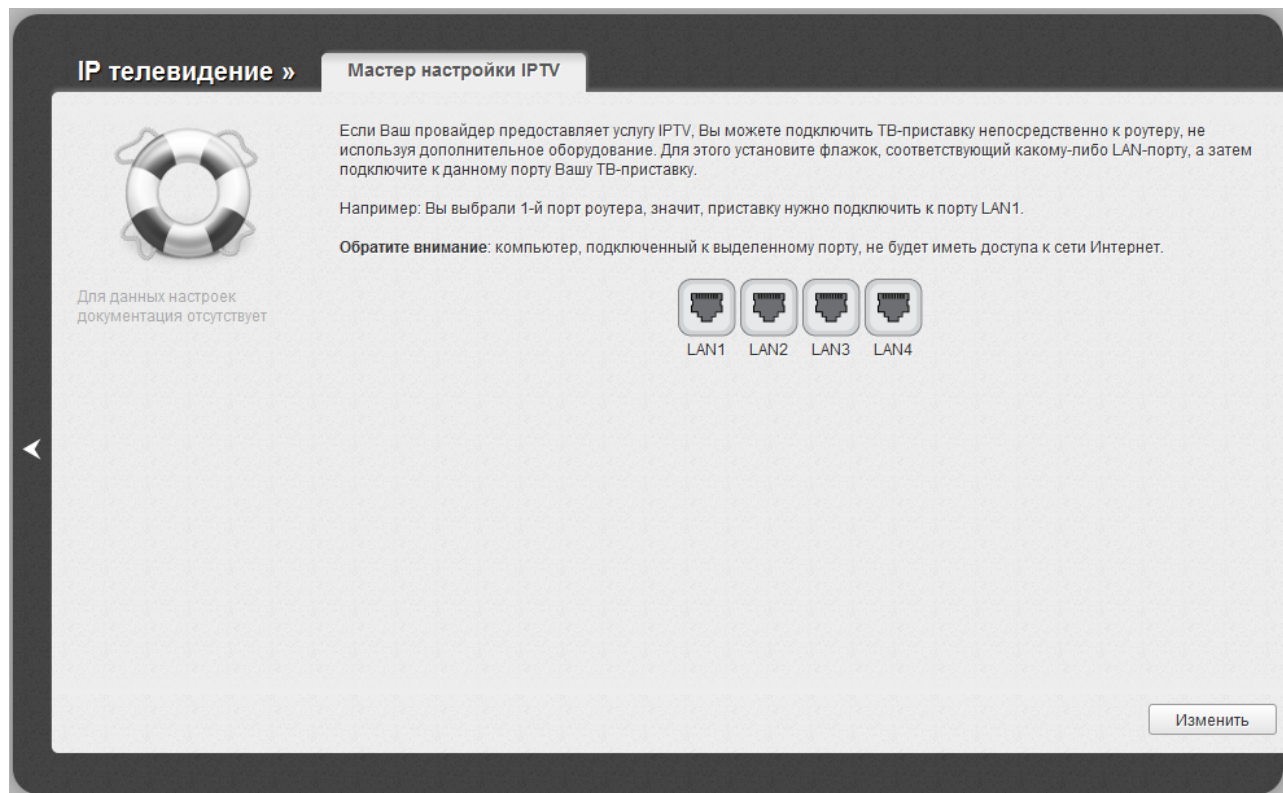 IP телевидение »
Мастер настройки IPTV
Если Ваш провайдер предоставляет услугу IPTV, Вы можете подключить ТВ-приставку непосредственно к роутеру, не
используя дополнительное оборудование. Для этого установите флажок, соответствующий какому-либо LAN-порту, а затем
подключите к данному порту Вашу ТВ-приставку.
Например: Вы выбрали 1-й порт роутера, значит, приставку нужно подключить к порту LAN1.
Обратите внимание: компьютер, подключенный к выделенному порту, не будет иметь доступа к сети Интернет.
Для данных настроек
документация отсутствует
LAN1 LAN2 LAN3 LAN4
Изменить